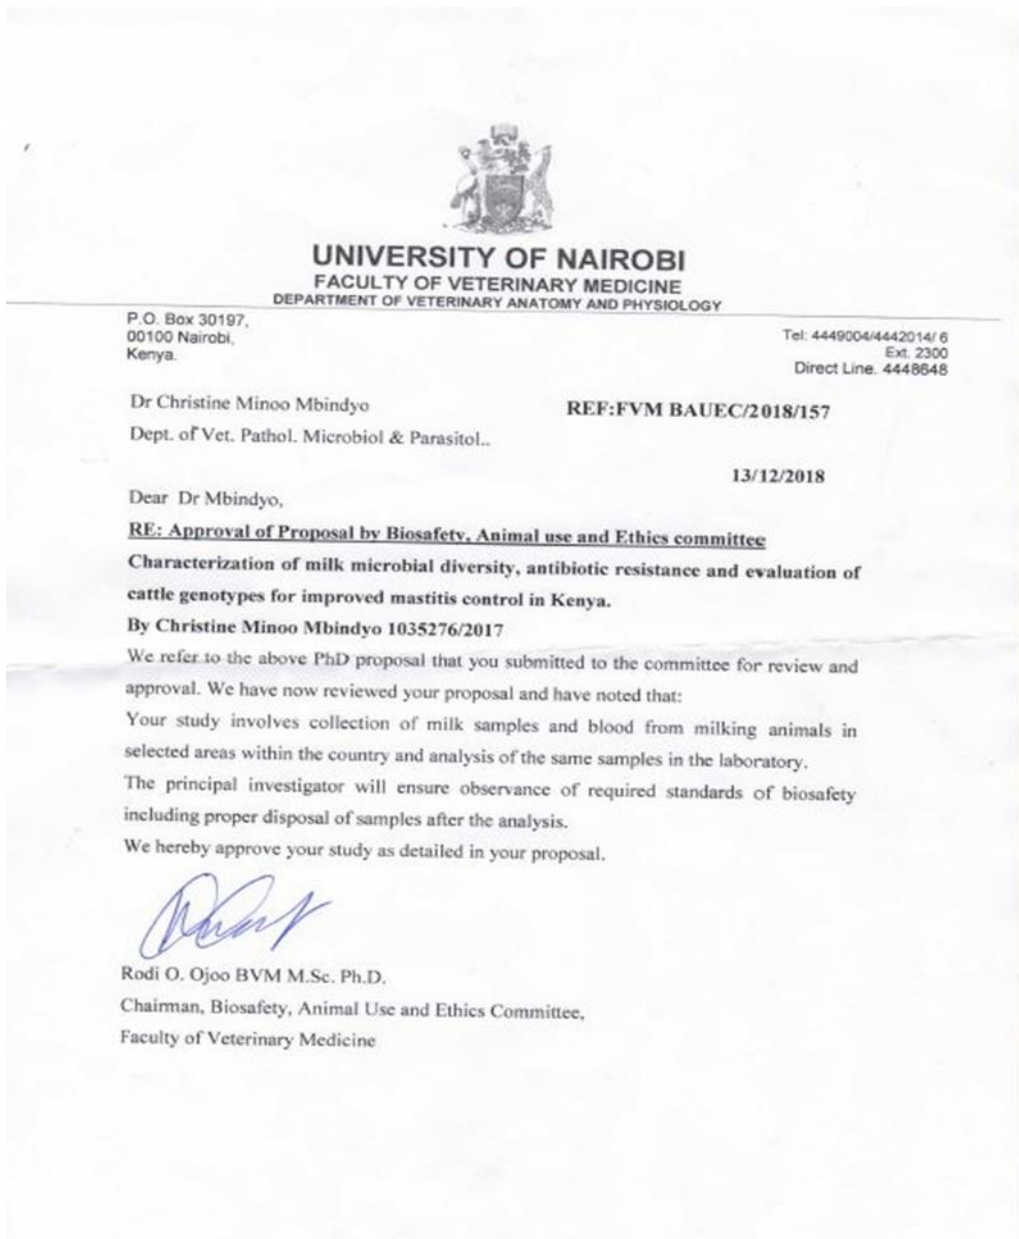 UNIVERSITY OF NAIROBI
FACULTY OF VETERINARY MEDICINE
DEPARTMENT OF VETERINARY ANATOMY AND PHYSIOLOGY
P.O. Box 30197,
00100 Nairobi,
Kenya.
Tel: 4449004/4442014/ 6
Ext. 2300
Direct Line. 4448648
Dr Christine Minoo Mbindyo
REF:FVM BAUEC/2018/157
Dept. of Vet. Pathol. Microbiol & Parasitol..
13/12/2018
Dear Dr Mbindyo,
RE: Approval of Proposal by Biosafety, Animal use and Ethics committee
Characterization of milk microbial diversity, antibiotic resistance and evaluation of
cattle genotypes for improved mastitis control in Kenya.
By Christine Minoo Mbindyo 1035276/2017
We refer to the above PhD proposal that you submitted to the committee for review and
approval. We have now reviewed your proposal and have noted that:
Your study involves collection of milk samples and blood from milking animals in
selected areas within the country and analysis of the same samples in the laboratory.
The principal investigator will ensure observance of required standards of biosafety
including proper disposal of samples after the analysis.
We hereby approve your study as detailed in your proposal.
Rodi O. Ojoo BVM M.Sc. Ph.D.
Chairman, Biosafety, Animal Use and Ethics Committee,
Faculty of Veterinary Medicine